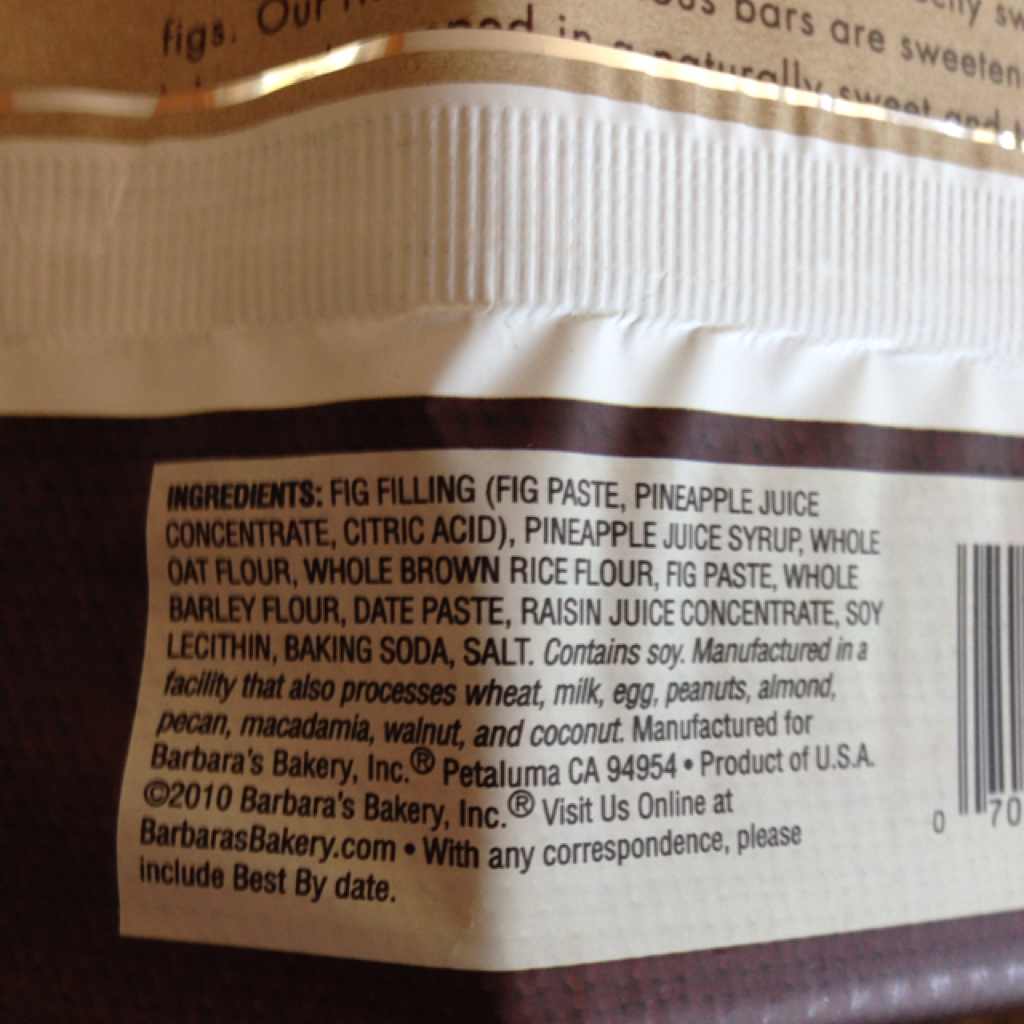 figs. Our
bars are sweeten
in a naturally sweet and
INGREDIENTS: FIG FILLING (FIG PASTE, PINEAPPLE JUICE
CONCENTRATE, CITRIC ACID), PINEAPPLE JUICE SYRUP, WHOLE
OAT FLOUR, WHOLE BROWN RICE FLOUR, FIG PASTE, WHOLE
BARLEY FLOUR, DATE PASTE, RAISIN JUICE CONCENTRATE, SOY
LECITHIN, BAKING SODA, SALT. Contains soy. Manufactured in a
facility that also processes wheat, milk, egg, peanuts, almond,
pecan, macadamia, walnut, and coconut. Manufactured for
Barbara's Bakery, Inc.® Petaluma CA 94954 • Product of U.S.A.
©2010 Barbara's Bakery, Inc.® Visit Us Online at
BarbarasBakery.com • With any correspondence, please
include Best By date.
0 70